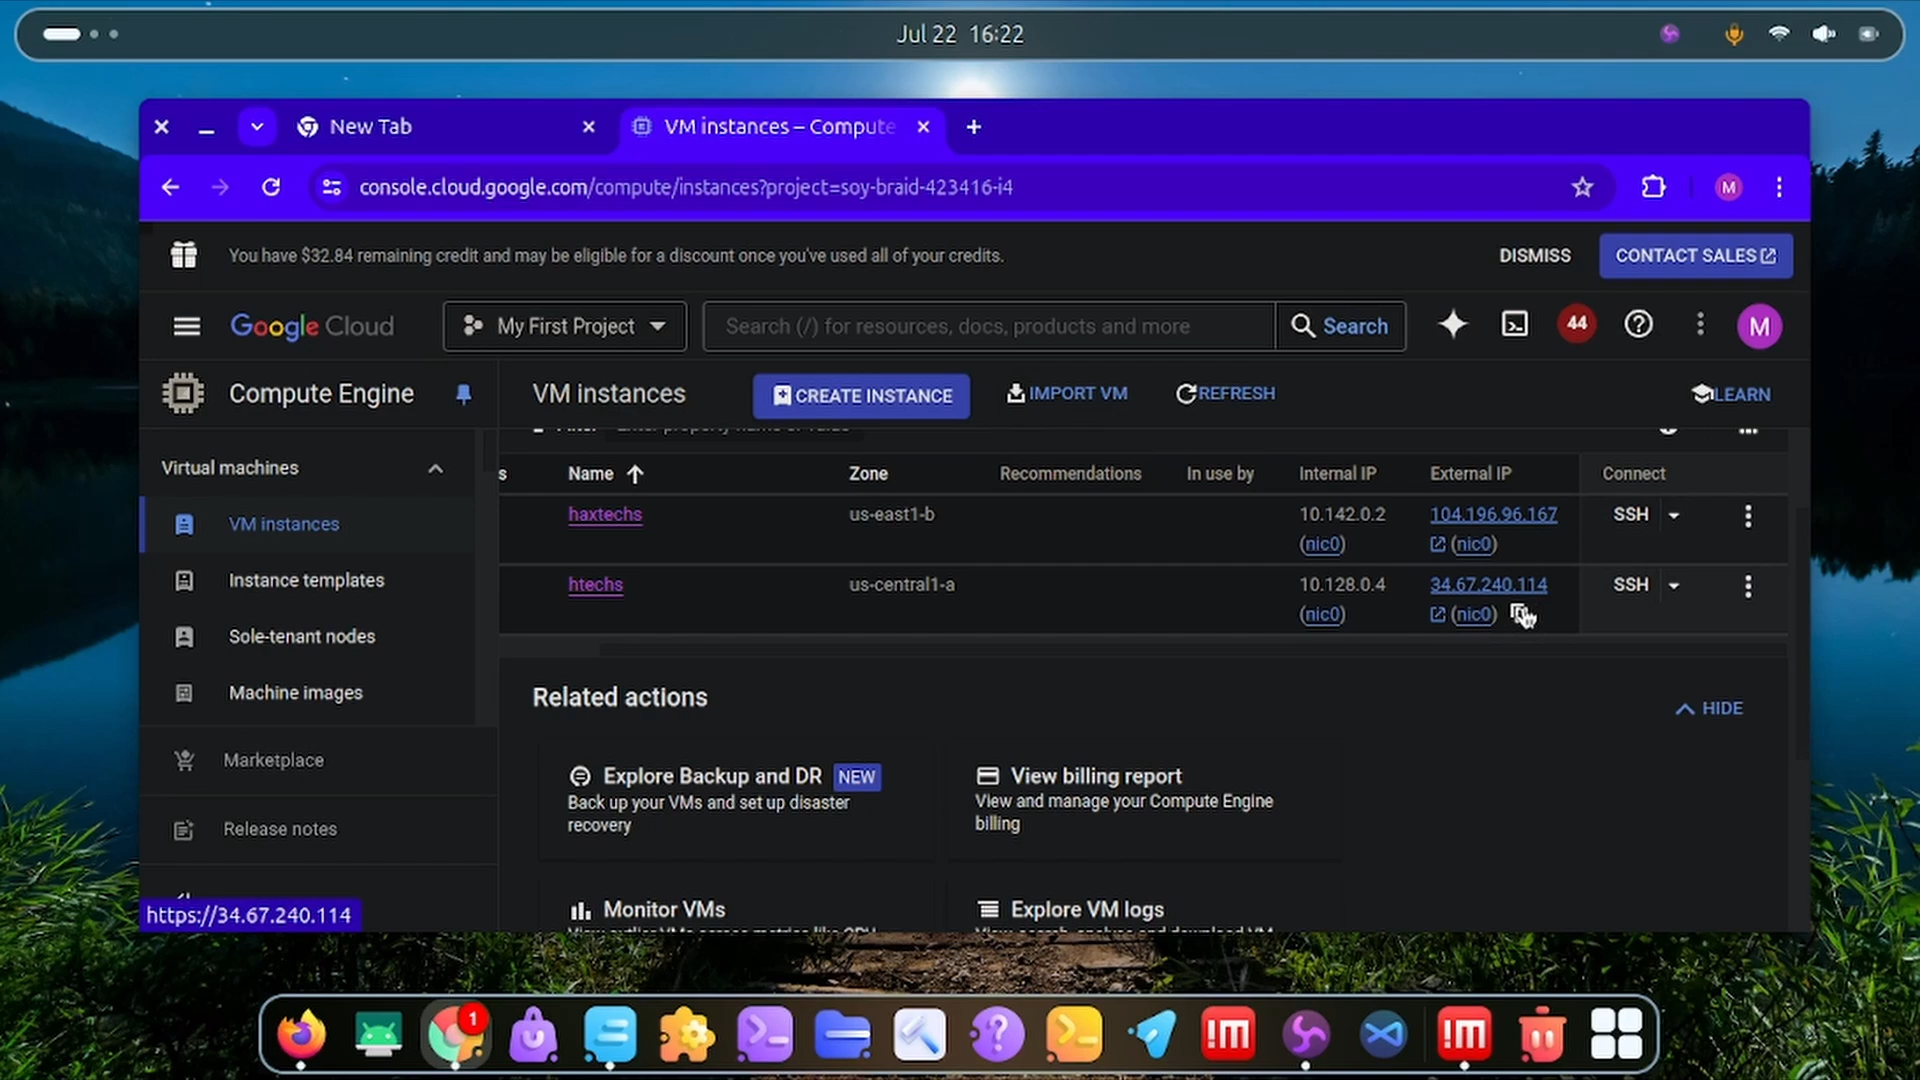 Jul 22 16:22
New Tab
VM instances – Compute
console.cloud.google.com/compute/instances?project=soy-braid-423416-i4
M
You have $32.84 remaining credit and may be eligible for a discount once you've used all of your credits.
DISMISS
CONTACT SALES
Google Cloud
My First Project
Search (/) for resources, docs, products and more
Search
44
M
Compute Engine
VM instances
CREATE INSTANCE
IMPORT VM
REFRESH
LEARN
Virtual machines
VM instances
Instance templates
Sole-tenant nodes
Machine images
Marketplace
Release notes
s Name Zone Recommendations In use by Internal IP External IP Connect
haxtechs us-east1-b 10.142.0.2 104.196.96.167 SSH
(nic0) (nic0)
htechs us-central1-a 10.128.0.4 34.67.240.114 SSH
(nic0) (nic0)
Related actions
HIDE
Explore Backup and DR NEW
Back up your VMs and set up disaster
recovery
View billing report
View and manage your Compute Engine
billing
Monitor VMs
Explore VM logs
https://34.67.240.114
1